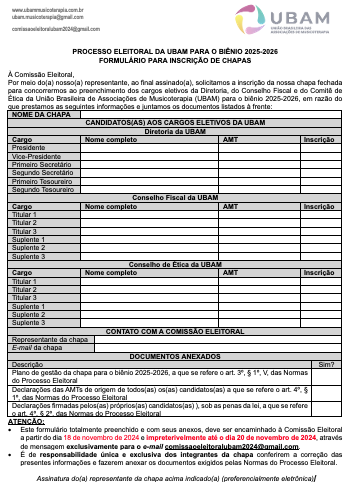 www.ubammusicoterapia.com.br
ubammusicoterapia@gmail.com
comissaoeleitoralubam2024@gmail.com
UBAM
UNIÃO BRASILEIRA
DAS ASSOCIAÇÕES DE MUSICOTERAPIA
PROCESSO ELEITORAL DA UBAM PARA O BIÊNIO 2025-2026
FORMULÁRIO PARA INSCRIÇÃO DE CHAPAS
À Comissão Eleitoral,
Por meio do(a) nosso(a) representante, ao final assinado(a), solicitamos a inscrição da nossa chapa fechada
para concorrermos ao preenchimento dos cargos eletivos da Diretoria, do Conselho Fiscal e do Comitê de
Ética da União Brasileira de Associações de Musicoterapia (UBAM) para o biênio 2025-2026, em razão do
que prestamos as seguintes informações e juntamos os documentos listados à frente:
NOME DA CHAPA
CANDIDATOS(AS) AOS CARGOS ELETIVOS DA UBAM
Diretoria da UBAM
Cargo Nome completo AMT Inscrição
Presidente
Vice-Presidente
Primeiro Secretário
Segundo Secretário
Primeiro Tesoureiro
Segundo Tesoureiro
Conselho Fiscal da UBAM
Cargo Nome completo AMT Inscrição
Titular 1
Titular 2
Titular 3
Suplente 1
Suplente 2
Suplente 3
Conselho de Ética da UBAM
Cargo Nome completo AMT Inscrição
Titular 1
Titular 2
Titular 3
Suplente 1
Suplente 2
Suplente 3
CONTATO COM A COMISSÃO ELEITORAL
Representante da chapa
E-mail da chapa
DOCUMENTOS ANEXADOS
Descrição Sim?
Plano de gestão da chapa para o biênio 2025-2026, a que se refere o art. 3º, § 1º, V, das Normas
do Processo Eleitoral
Declarações das AMTs de origem de todos(as) os(as) candidatos(as) a que se refere o art. 4º, §
1º, das Normas do Processo Eleitoral
Declarações firmadas pelos(as) próprios(as) candidatos(as) ), sob as penas da lei, a que se refere
o art. 4º, § 2º, das Normas do Processo Eleitoral
ATENÇÃO:
• Este formulário totalmente preenchido e com seus anexos, deve ser encaminhado à Comissão Eleitoral
a partir da 18 de novembro de 2024 e impreterivelmente até o dia 20 de novembro de 2024, através
de mensagem exclusivamente para o e-mail comissaoeleitoralubam2024@gmail.com.
• É de responsabilidade única e exclusiva dos integrantes da chapa conferirem a correção das
presentes informações e fazerem anexar os documentos exigidos pelas Normas do Processo Eleitoral.
Assinatura do(a) representante da chapa acima indicado(a) (preferencialmente eletrônica)/